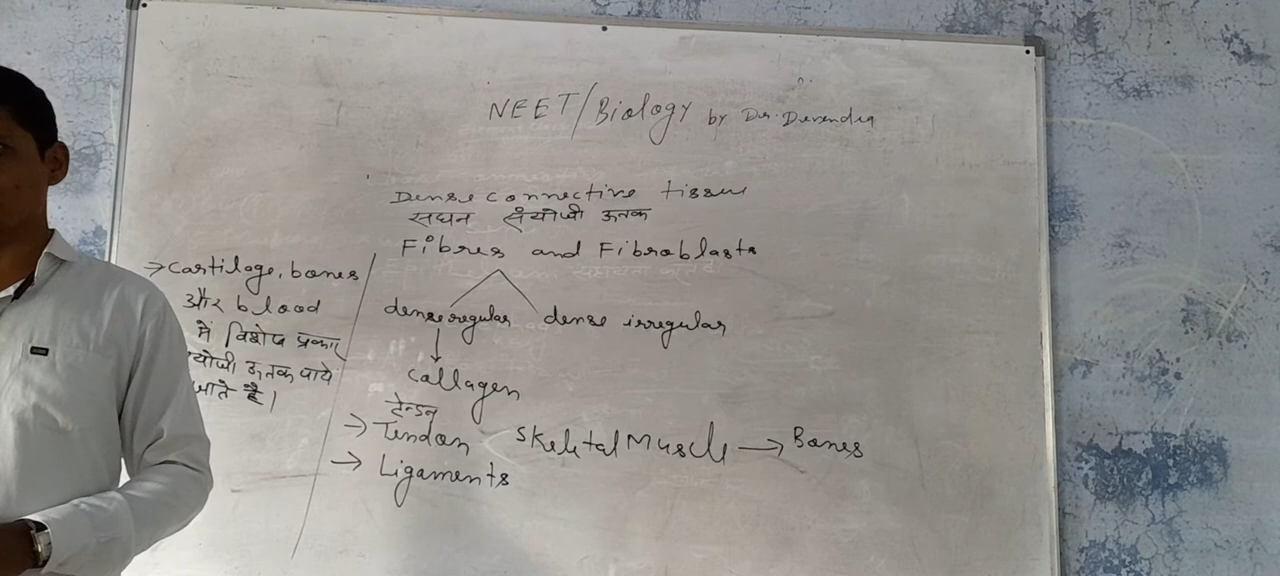 NEET/Biology by Dr. Devendra
Dense connective tissue
सघन संयोजी ऊतक
Fibres and Fibroblasts
dense regular dense irregular
Collagen
टेन्डन
→ Tendon Skeletal Muscle → Bones
→ Ligaments
→ Cartilage, bones
और blood
में विशेष प्रकार
योजी ऊतक पाये
जाते है।